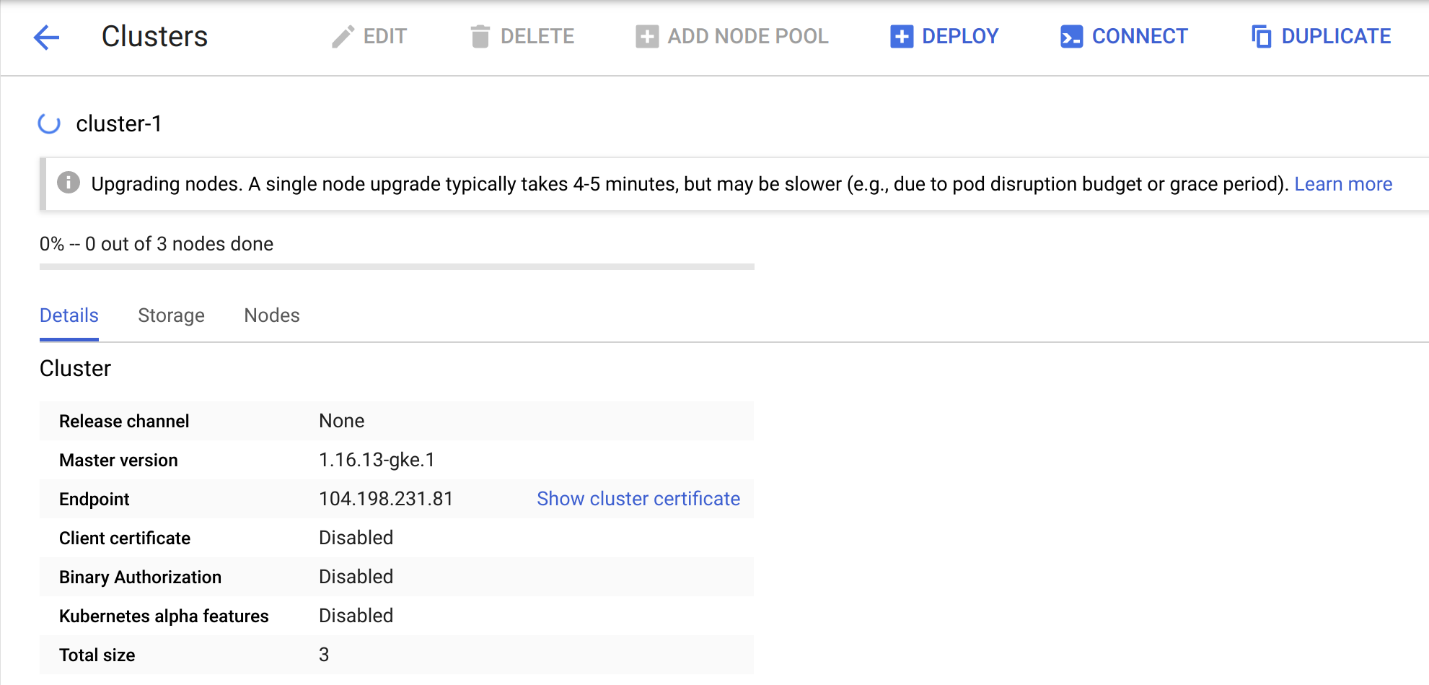 Clusters EDIT DELETE ADD NODE POOL DEPLOY CONNECT DUPLICATE
cluster-1
Upgrading nodes. A single node upgrade typically takes 4-5 minutes, but may be slower (e.g., due to pod disruption budget or grace period). Learn more
0% -- 0 out of 3 nodes done
Details Storage Nodes
Cluster
Release channel None
Master version 1.16.13-gke.1
Endpoint 104.198.231.81 Show cluster certificate
Client certificate Disabled
Binary Authorization Disabled
Kubernetes alpha features Disabled
Total size 3